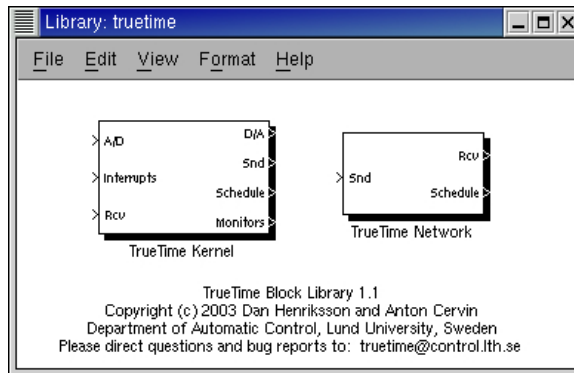 Library: truetime
File Edit View Format Help
A/D
Interrupts
Rcv
D/A
Snd
Schedule
Monitors
TrueTime Kernel
Snd
Rcv
Schedule
TrueTime Network
TrueTime Block Library 1.1
Copyright (c) 2003 Dan Henriksson and Anton Cervin
Department of Automatic Control, Lund University, Sweden
Please direct questions and bug reports to: truetime@control.lth.se